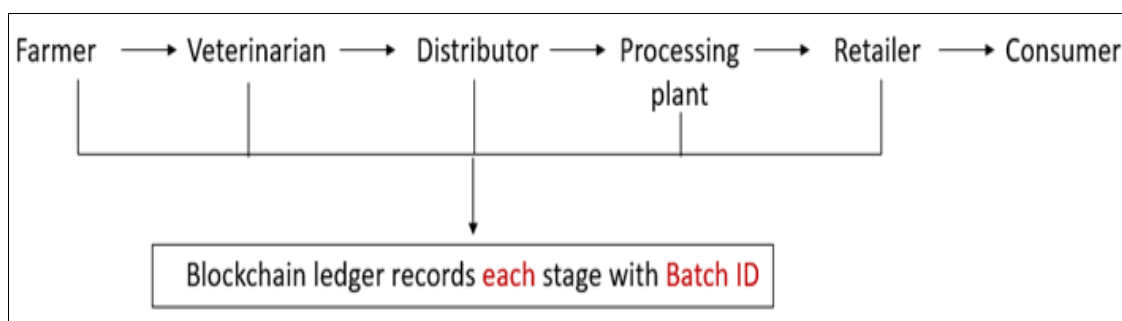 Farmer Veterinarian Distributor Processing Retailer Consumer
plant
Blockchain ledger records each stage with Batch ID